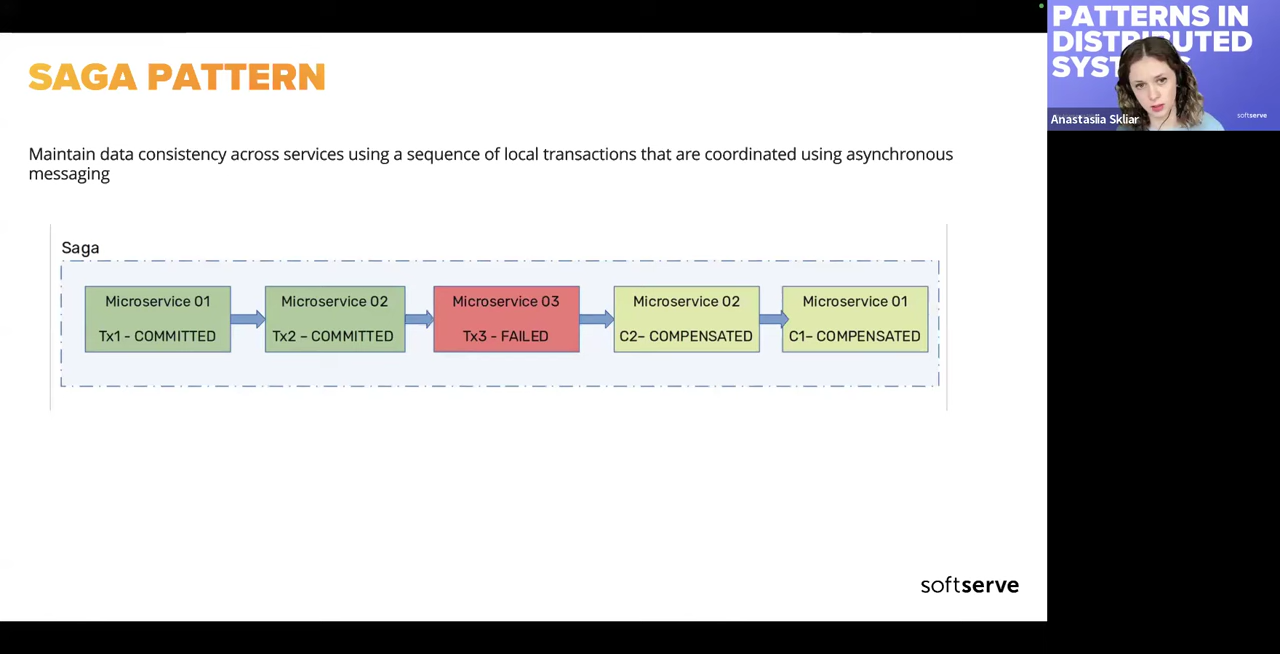 SAGA PATTERN
Maintain data consistency across services using a sequence of local transactions that are coordinated using asynchronous
messaging
Saga
Microservice 01
Tx1 - COMMITTED
Microservice 02
Tx2 – COMMITTED
Microservice 03
Tx3 - FAILED
Microservice 02
C2– COMPENSATED
Microservice 01
C1– COMPENSATED
softserve
PATTERNS IN
DISTRIBUTED
softserve
Anastasiia Skliar